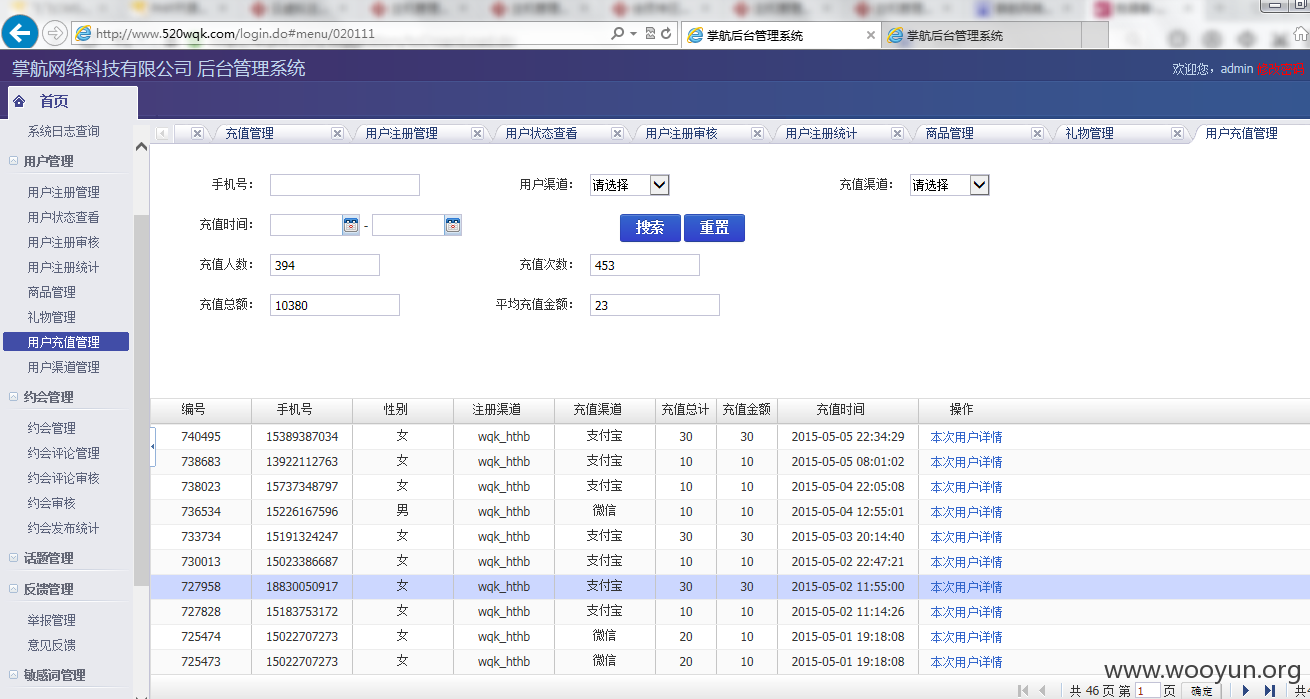 http://www.520wqk.com/login.do#menu/020111
掌航后台管理系统
掌航后台管理系统
掌航网络科技有限公司 后台管理系统
欢迎您，admin
首页
系统日志查询
用户管理
用户注册管理
用户状态查看
用户注册审核
用户注册统计
商品管理
礼物管理
用户充值管理
用户渠道管理
约会管理
约会管理
约会评论管理
约会评论审核
约会审核
约会发布统计
话题管理
反馈管理
举报管理
意见反馈
敏感词管理
充值管理 用户注册管理 用户状态查看 用户注册审核 用户注册统计 商品管理 礼物管理 用户充值管理
手机号： 用户渠道： 请选择 充值渠道： 请选择
充值时间： - 搜索 重置
充值人数： 394 充值次数： 453
充值总额： 10380 平均充值金额： 23
编号 手机号 性别 注册渠道 充值渠道 充值总计 充值金额 充值时间 操作
740495 15389387034 女 wqk_hthb 支付宝 30 30 2015-05-05 22:34:29 本次用户详情
738683 13922112763 女 wqk_hthb 支付宝 10 10 2015-05-05 08:01:02 本次用户详情
738023 15737348797 女 wqk_hthb 支付宝 10 10 2015-05-04 22:05:08 本次用户详情
736534 15226167596 男 wqk_hthb 微信 10 10 2015-05-04 12:55:01 本次用户详情
733734 15191324247 女 wqk_hthb 支付宝 30 30 2015-05-03 20:14:40 本次用户详情
730013 15023386687 女 wqk_hthb 支付宝 10 10 2015-05-02 22:47:21 本次用户详情
727958 18830050917 女 wqk_hthb 支付宝 30 30 2015-05-02 11:55:00 本次用户详情
727828 15183753172 女 wqk_hthb 支付宝 10 10 2015-05-02 11:14:26 本次用户详情
725474 15022707273 女 wqk_hthb 微信 20 10 2015-05-01 19:18:08 本次用户详情
725473 15022707273 女 wqk_hthb 微信 20 10 2015-05-01 19:18:08 本次用户详情
共 46 页 第 1 页 确定 共
www.wooyun.org